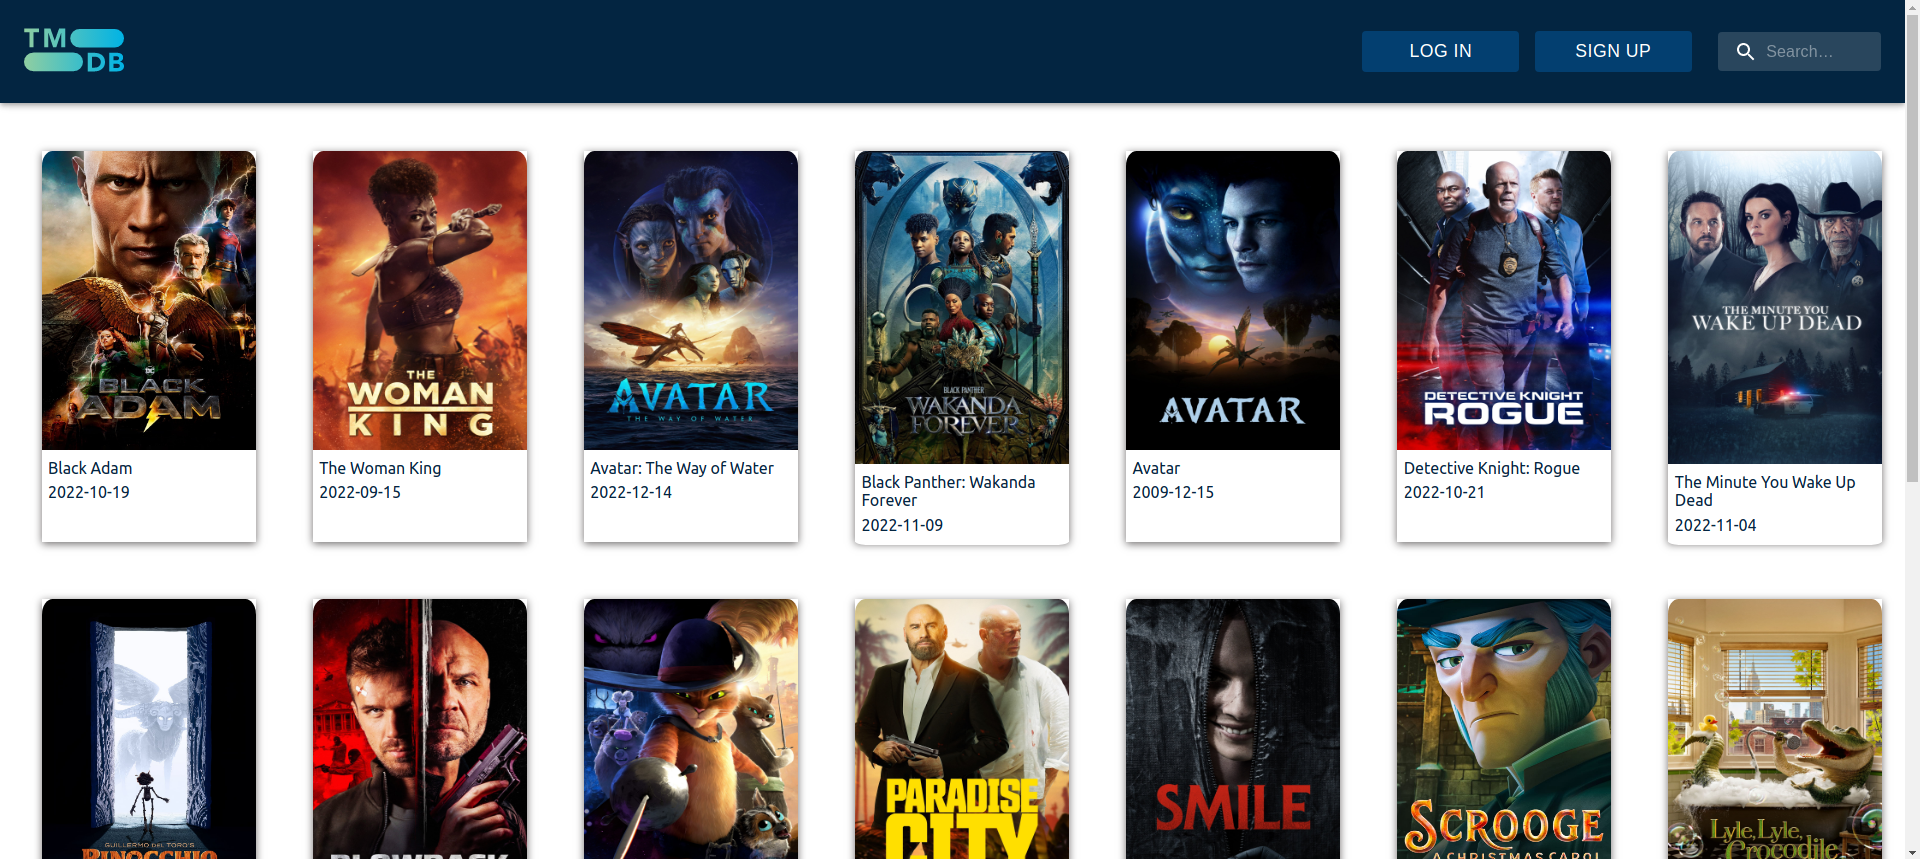 TM
DB
LOG IN
SIGN UP
Search…
DC
BLACK
ADAM
THE
WOMAN
KING
AVATAR
THE WAY OF WATER
BLACK PANTHER
WAKANDA
FOREVER
AVATAR
DETECTIVE KNIGHT
ROGUE
THE MINUTE YOU
WAKE UP DEAD
Black Adam
2022-10-19
The Woman King
2022-09-15
Avatar: The Way of Water
2022-12-14
Black Panther: Wakanda
Forever
2022-11-09
Avatar
2009-12-15
Detective Knight: Rogue
2022-10-21
The Minute You Wake Up
Dead
2022-11-04
GUILLERMO DEL TORO'S
PINOCCHIO
BLOWBACK
PARADISE
CITY
SMILE
SCROOGE
A CHRISTMAS CAROL
Lyle, Lyle,
Crocodile